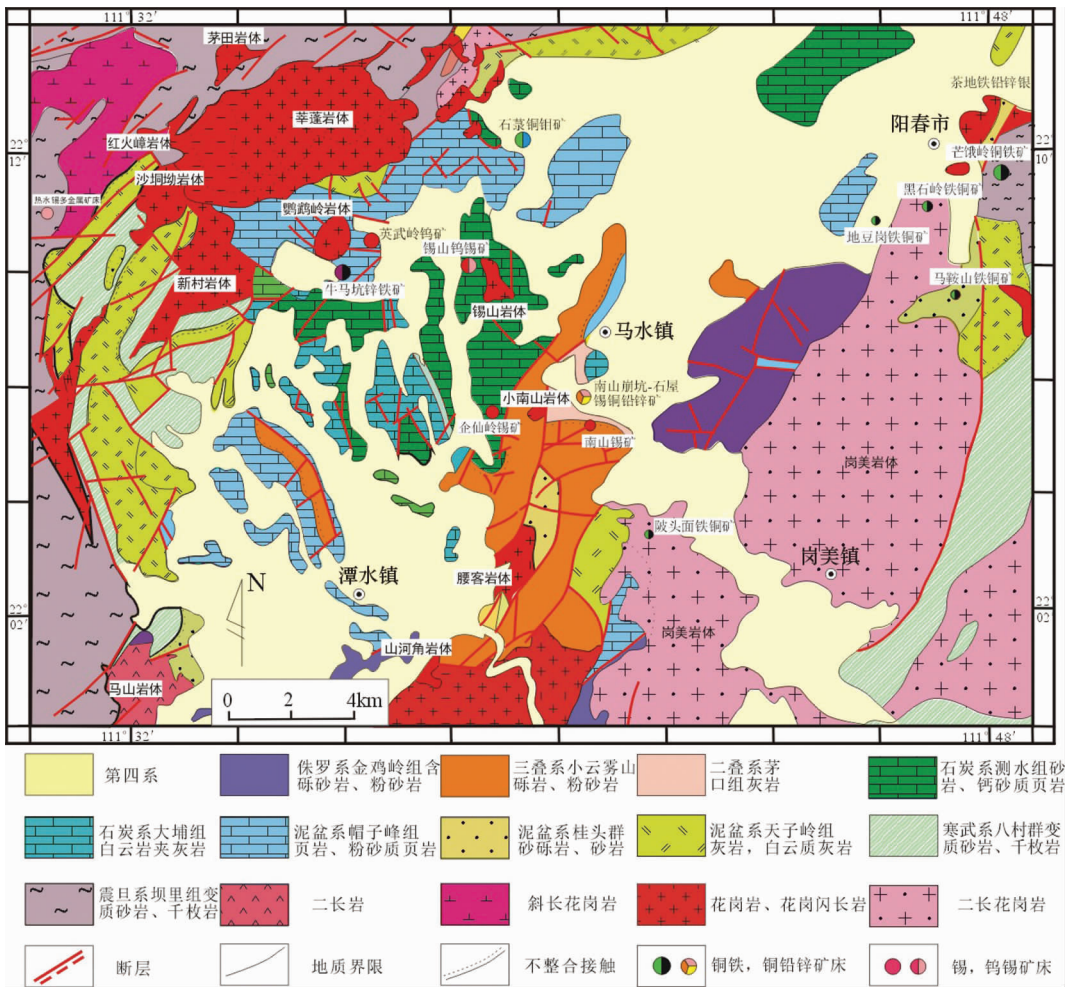 111° 32′
111° 48′
茅田岩体
茶地铁铅锌银
莘蓬岩体
石菉铜钼矿
阳春市
22°
12′
22°
10′
红火嶂岩体
芒饿岭铜铁矿
沙垌坳岩体
黑石岭铁铜矿
热水锡多金属矿床
鹦鹉岭岩体
英武岭钨矿
地豆岗铁铜矿
锡山钨锡矿
新村岩体
牛马坑锌铁矿
马鞍山铁铜矿
锡山岩体
马水镇
南山崩坑-石屋
锡铜铅锌矿
小南山岩体
企仙岭锡矿
南山锡矿
岗美岩体
陂头面铁铜矿
岗美镇
潭水镇
腰客岩体
N
22°
02′
22°
02′
岗美岩体
山河角岩体
马山岩体
0 2 4km
111° 32′
111° 48′
第四系
侏罗系金鸡岭组含
砾砂岩、粉砂岩
三叠系小云雾山
砾岩、粉砂岩
二叠系茅
口组灰岩
石炭系测水组砂
岩、钙砂质页岩
石炭系大埔组
白云岩夹灰岩
泥盆系帽子峰组
页岩、粉砂质页岩
泥盆系桂头群
砂砾岩、砂岩
泥盆系天子岭组
灰岩，白云质灰岩
寒武系八村群变
质砂岩、千枚岩
震旦系坝里组变
质砂岩、千枚岩
二长岩
斜长花岗岩
花岗岩、花岗闪长岩
二长花岗岩
断层
地质界限
不整合接触
铜铁，铜铅锌矿床
锡，钨锡矿床